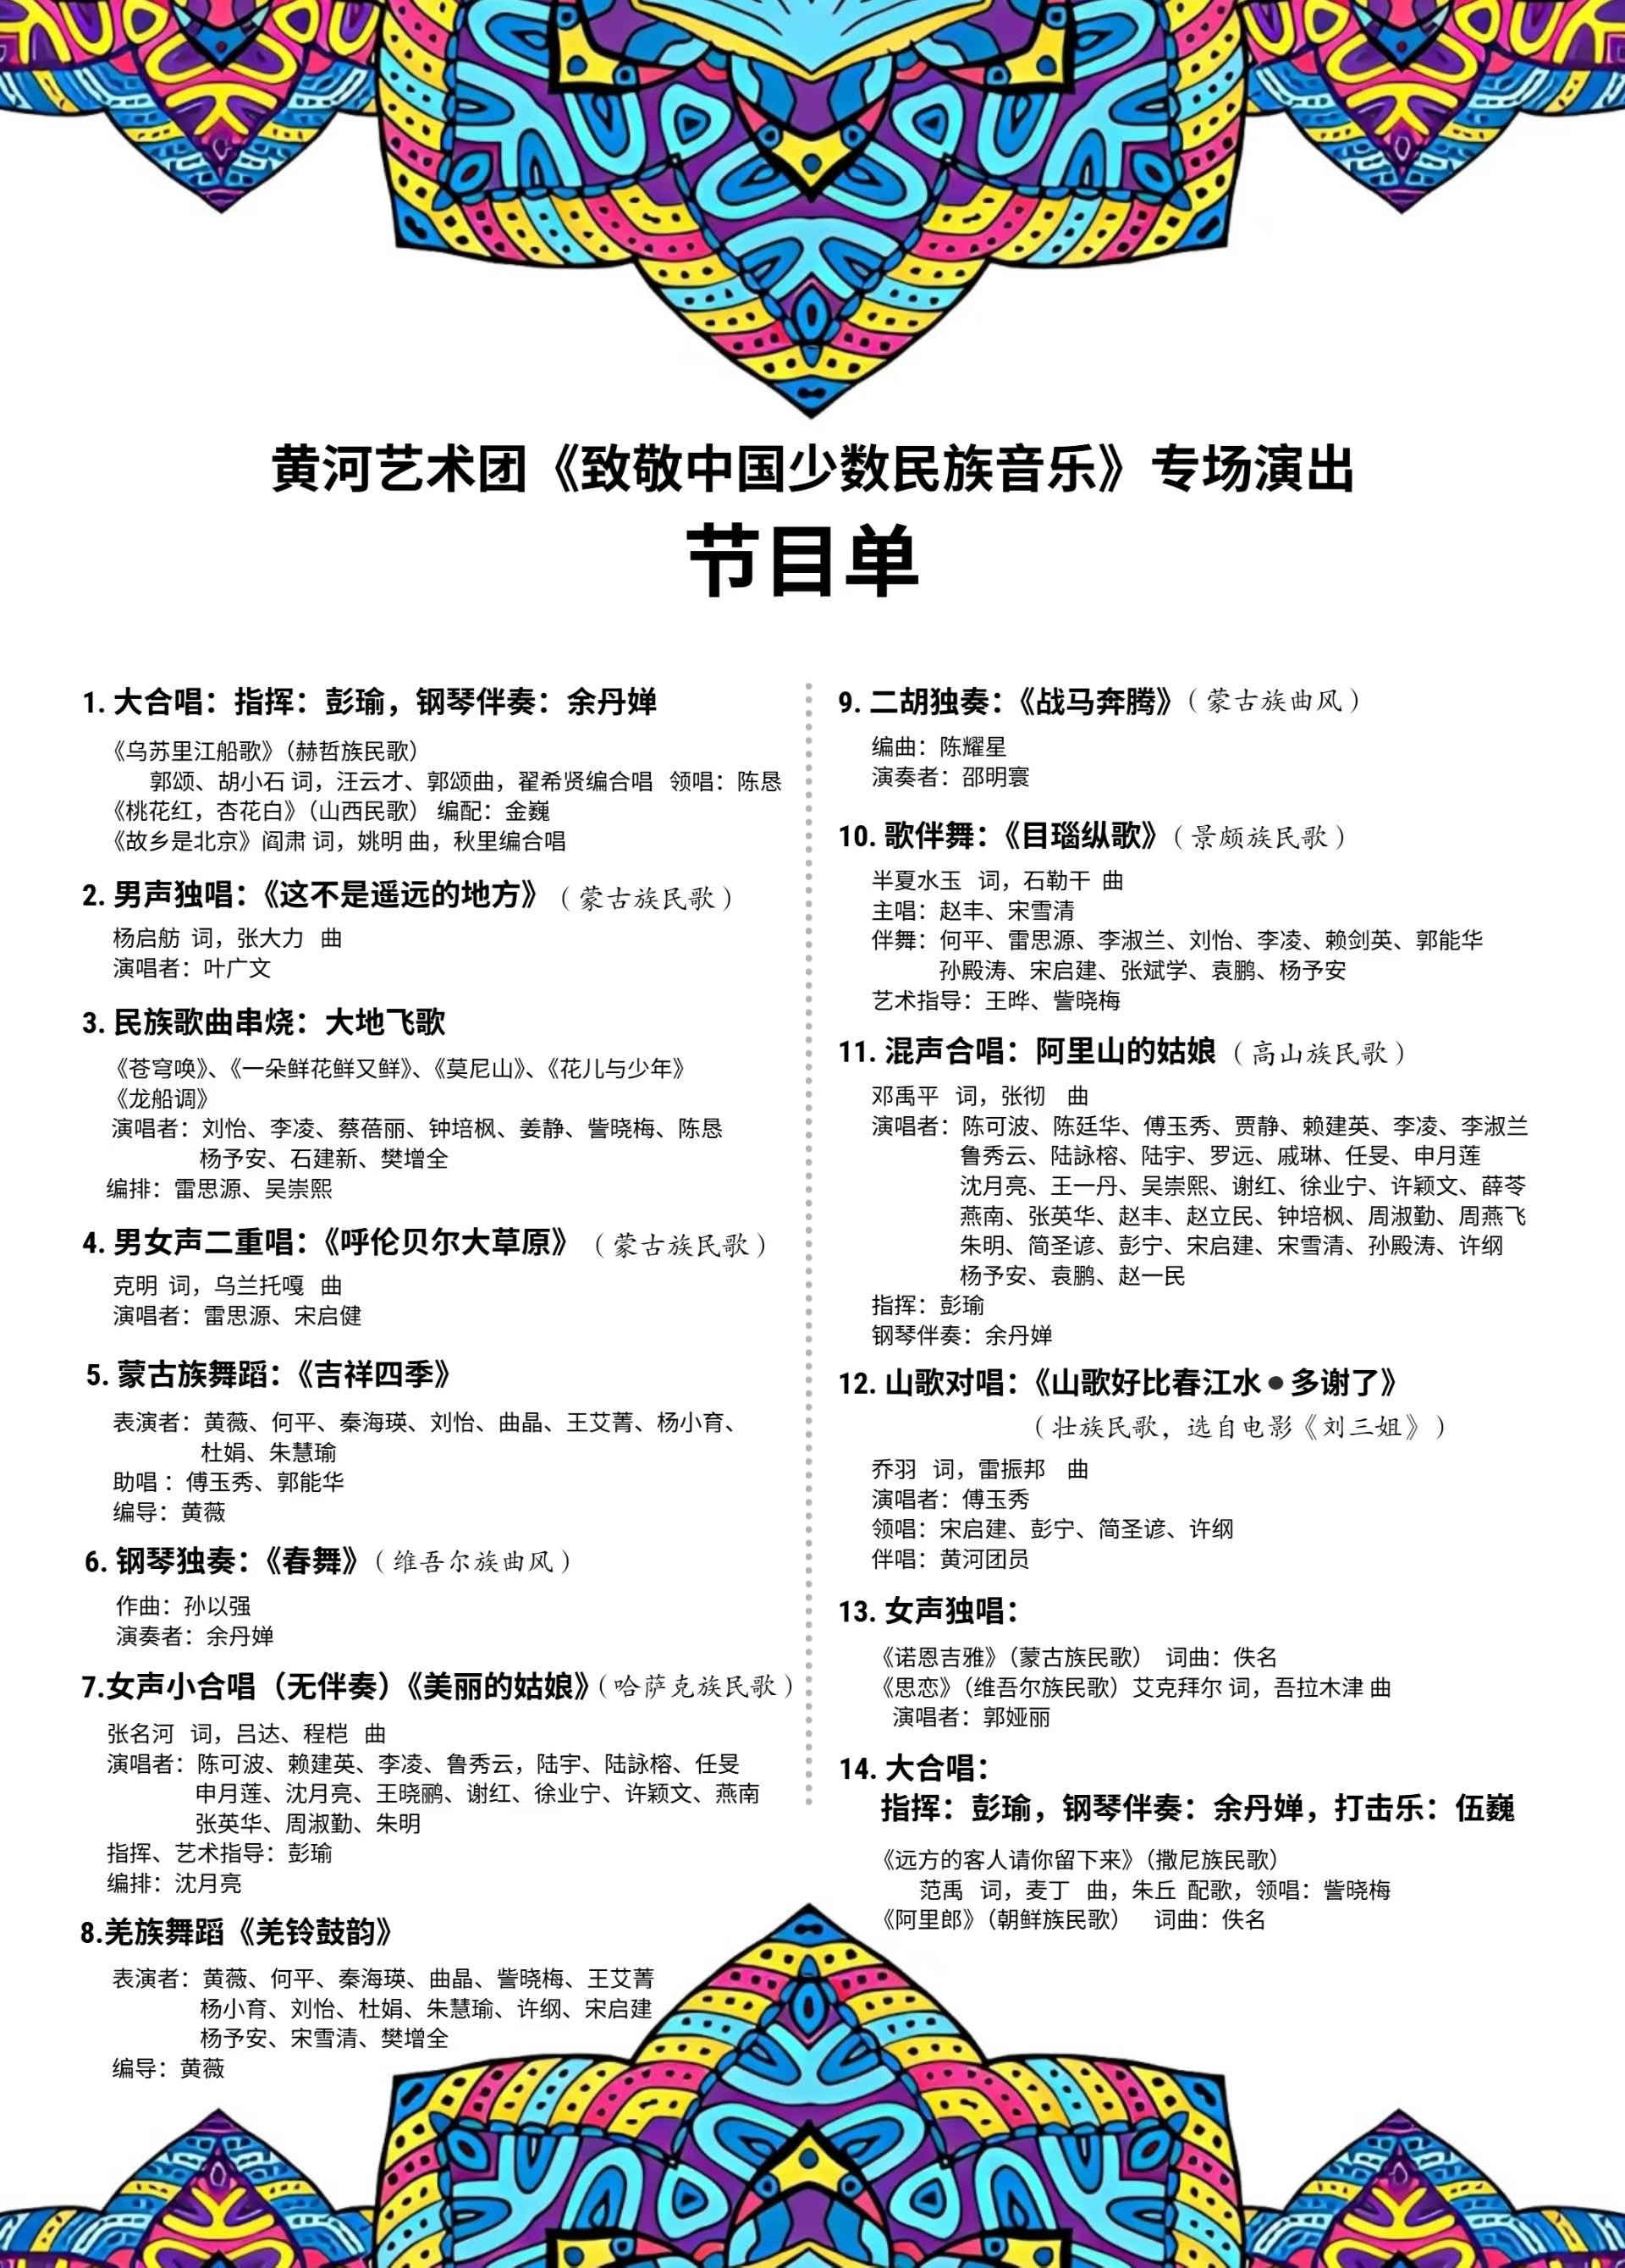 黄河艺术团《致敬中国少数民族音乐》专场演出
节目单
1. 大合唱：指挥：彭瑜，钢琴伴奏：余丹婵
《乌苏里江船歌》（赫哲族民歌）
郭颂、胡小石 词，汪云才、郭颂曲，翟希贤编合唱 领唱：陈恳
《桃花红，杏花白》（山西民歌） 编配：金巍
《故乡是北京》阎肃 词，姚明 曲，秋里编合唱
2. 男声独唱：《这不是遥远的地方》（蒙古族民歌）
杨启舫 词，张大力 曲
演唱者：叶广文
3. 民族歌曲串烧：大地飞歌
《苍穹唤》、《一朵鲜花鲜又鲜》、《莫尼山》、《花儿与少年》
《龙船调》
演唱者：刘怡、李凌、蔡蓓丽、钟培枫、姜静、訾晓梅、陈恳
杨予安、石建新、樊增全
编排：雷思源、吴崇熙
4. 男女声二重唱：《呼伦贝尔大草原》（蒙古族民歌）
克明 词，乌兰托嘎 曲
演唱者：雷思源、宋启健
5. 蒙古族舞蹈：《吉祥四季》
表演者：黄薇、何平、秦海瑛、刘怡、曲晶、王艾菁、杨小育、
杜娟、朱慧瑜
助唱 ：傅玉秀、郭能华
编导：黄薇
6. 钢琴独奏：《春舞》（维吾尔族曲风）
作曲：孙以强
演奏者：余丹婵
7.女声小合唱（无伴奏）《美丽的姑娘》（哈萨克族民歌）
张名河 词，吕达、程桤 曲
演唱者：陈可波、赖建英、李凌、鲁秀云，陆宇、陆詠榕、任旻
申月莲、沈月亮、王晓鹂、谢红、徐业宁、许颖文、燕南
张英华、周淑勤、朱明
指挥、艺术指导：彭瑜
编排：沈月亮
8.羌族舞蹈《羌铃鼓韵》
表演者：黄薇、何平、秦海瑛、曲晶、訾晓梅、王艾菁
杨小育、刘怡、杜娟、朱慧瑜、许纲、宋启建
杨予安、宋雪清、樊增全
编导：黄薇
9. 二胡独奏：《战马奔腾》（蒙古族曲风）
编曲：陈耀星
演奏者：邵明寰
10. 歌伴舞：《目瑙纵歌》（景颇族民歌）
半夏水玉 词，石勒干 曲
主唱：赵丰、宋雪清
伴舞：何平、雷思源、李淑兰、刘怡、李凌、赖剑英、郭能华
孙殿涛、宋启建、张斌学、袁鹏、杨予安
艺术指导：王晔、訾晓梅
11. 混声合唱：阿里山的姑娘（高山族民歌）
邓禹平 词，张彻 曲
演唱者：陈可波、陈廷华、傅玉秀、贾静、赖建英、李凌、李淑兰
鲁秀云、陆詠榕、陆宇、罗远、戚琳、任旻、申月莲
沈月亮、王一丹、吴崇熙、谢红、徐业宁、许颖文、薛苓
燕南、张英华、赵丰、赵立民、钟培枫、周淑勤、周燕飞
朱明、简圣谚、彭宁、宋启建、宋雪清、孙殿涛、许纲
杨予安、袁鹏、赵一民
指挥：彭瑜
钢琴伴奏：余丹婵
12. 山歌对唱：《山歌好比春江水●多谢了》
（壮族民歌，选自电影《刘三姐》）
乔羽 词，雷振邦 曲
演唱者：傅玉秀
领唱：宋启建、彭宁、简圣谚、许纲
伴唱：黄河团员
13. 女声独唱：
《诺恩吉雅》（蒙古族民歌） 词曲：佚名
《思恋》（维吾尔族民歌）艾克拜尔 词，吾拉木津 曲
演唱者：郭娅丽
14. 大合唱：
指挥：彭瑜，钢琴伴奏：余丹婵，打击乐：伍巍
《远方的客人请你留下来》（撒尼族民歌）
范禹 词，麦丁 曲，朱丘 配歌，领唱：訾晓梅
《阿里郎》（朝鲜族民歌） 词曲：佚名